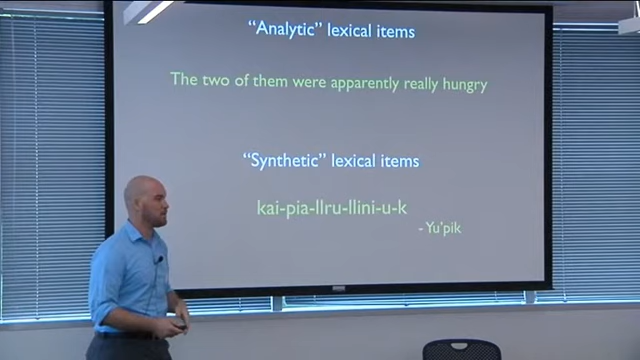 “Analytic” lexical items
The two of them were apparently really hungry
“Synthetic” lexical items
kai-pia-llru-llini-u-k
- Yu’pik